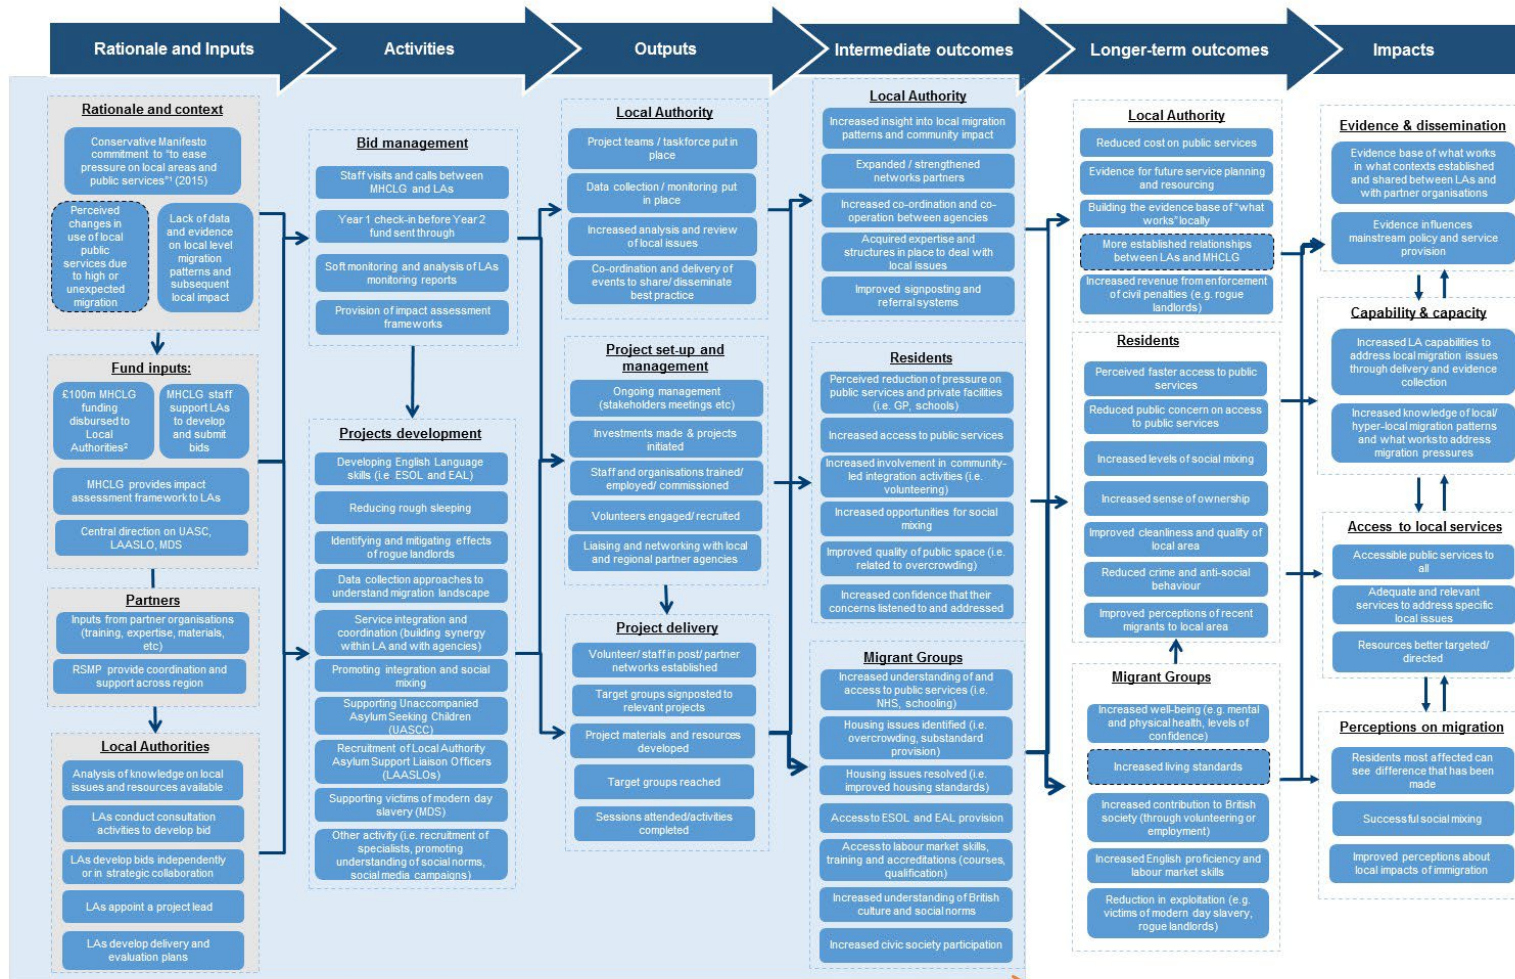 Rationale and Inputs
Activities
Outputs
Intermediate outcomes
Longer-term outcomes
Impacts
Rationale and context
Conservative Manifesto
commitment to “to ease
pressure on local areas and
public services”¹ (2015)
Perceived
changes in
use of local
public
services due
to high or
unexpected
migration
Lack of data
and evidence
on local level
migration
patterns and
subsequent
local impact
Fund inputs:
£100m MHCLG
funding
disbursed to
Local
Authorities²
MHCLG staff
support LAs
to develop
and submit
bids
MHCLG provides impact
assessment framework to LAs
Central direction on UASC,
LAASLO, MDS
Partners
Inputs from partner organisations
(training, expertise, materials,
etc)
RSMP provide coordination and
support across region
Local Authorities
Analysis of knowledge on local
issues and resources available
LAs conduct consultation
activities to develop bid
LAs develop bids independently
or in strategic collaboration
LAs appoint a project lead
LAs develop delivery and
evaluation plans
Bid management
Staff visits and calls between
MHCLG and LAs
Year 1 check-in before Year 2
fund sent through
Soft monitoring and analysis of LAs
monitoring reports
Provision of impact assessment
frameworks
Projects development
Developing English Language
skills (i.e ESOL and EAL)
Reducing rough sleeping
Identifying and mitigating effects
of rogue landlords
Data collection approaches to
understand migration landscape
Service integration and
coordination (building synergy
within LA and with agencies)
Promoting integration and social
mixing
Supporting Unaccompanied
Asylum Seeking Children
(UASCC)
Recruitment of Local Authority
Asylum Support Liaison Officers
(LAASLOs)
Supporting victims of modern day
slavery (MDS)
Other activity (i.e. recruitment of
specialists, promoting
understanding of social norms,
social media campaigns)
Local Authority
Project teams / taskforce put in
place
Data collection / monitoring put
in place
Increased analysis and review
of local issues
Co-ordination and delivery of
events to share/ disseminate
best practice
Project set-up and
management
Ongoing management
(stakeholders meetings etc)
Investments made & projects
initiated
Staff and organisations trained/
employed/ commissioned
Volunteers engaged/ recruited
Liaising and networking with local
and regional partner agencies
Project delivery
Volunteer/ staff in post/ partner
networks established
Target groups signposted to
relevant projects
Project materials and resources
developed
Target groups reached
Sessions attended/activities
completed
Local Authority
Increased insight into local migration
patterns and community impact
Expanded / strengthened
networks partners
Increased co-ordination and co-
operation between agencies
Acquired expertise and
structures in place to deal with
local issues
Improved signposting and
referral systems
Residents
Perceived reduction of pressure on
public services and private facilities
(i.e. GP, schools)
Increased access to public services
Increased involvement in community-
led integration activities (i.e.
volunteering)
Increased opportunities for social
mixing
Improved quality of public space (i.e.
related to overcrowding)
Increased confidence that their
concerns listened to and addressed
Migrant Groups
Increased understanding of and
access to public services (i.e.
NHS, schooling)
Housing issues identified (i.e.
overcrowding, substandard
provision)
Housing issues resolved (i.e.
improved housing standards)
Access to ESOL and EAL provision
Access to labour market skills,
training and accreditations (courses,
qualification)
Increased understanding of British
culture and social norms
Increased civic society participation
Local Authority
Reduced cost on public services
Evidence for future service planning
and resourcing
Building the evidence base of “what
works” locally
More established relationships
between LAs and MHCLG
Increased revenue from enforcement
of civil penalties (e.g. rogue
landlords)
Residents
Perceived faster access to public
services
Reduced public concern on access
to public services
Increased levels of social mixing
Increased sense of ownership
Improved cleanliness and quality of
local area
Reduced crime and anti-social
behaviour
Improved perceptions of recent
migrants to local area
Migrant Groups
Increased well-being (e.g. mental
and physical health, levels of
confidence)
Increased living standards
Increased contribution to British
society (through volunteering or
employment)
Increased English proficiency and
labour market skills
Reduction in exploitation (e.g.
victims of modern day slavery,
rogue landlords)
Evidence & dissemination
Evidence base of what works
in what contexts established
and shared between LAs and
with partner organisations
Evidence influences
mainstream policy and service
provision
Capability & capacity
Increased LA capabilities to
address local migration issues
through delivery and evidence
collection
Increased knowledge of local/
hyper-local migration patterns
and what works to address
migration pressures
Access to local services
Accessible public services to
all
Adequate and relevant
services to address specific
local issues
Resources better targeted/
directed
Perceptions on migration
Residents most affected can
see difference that has been
made
Successful social mixing
Improved perceptions about
local impacts of immigration